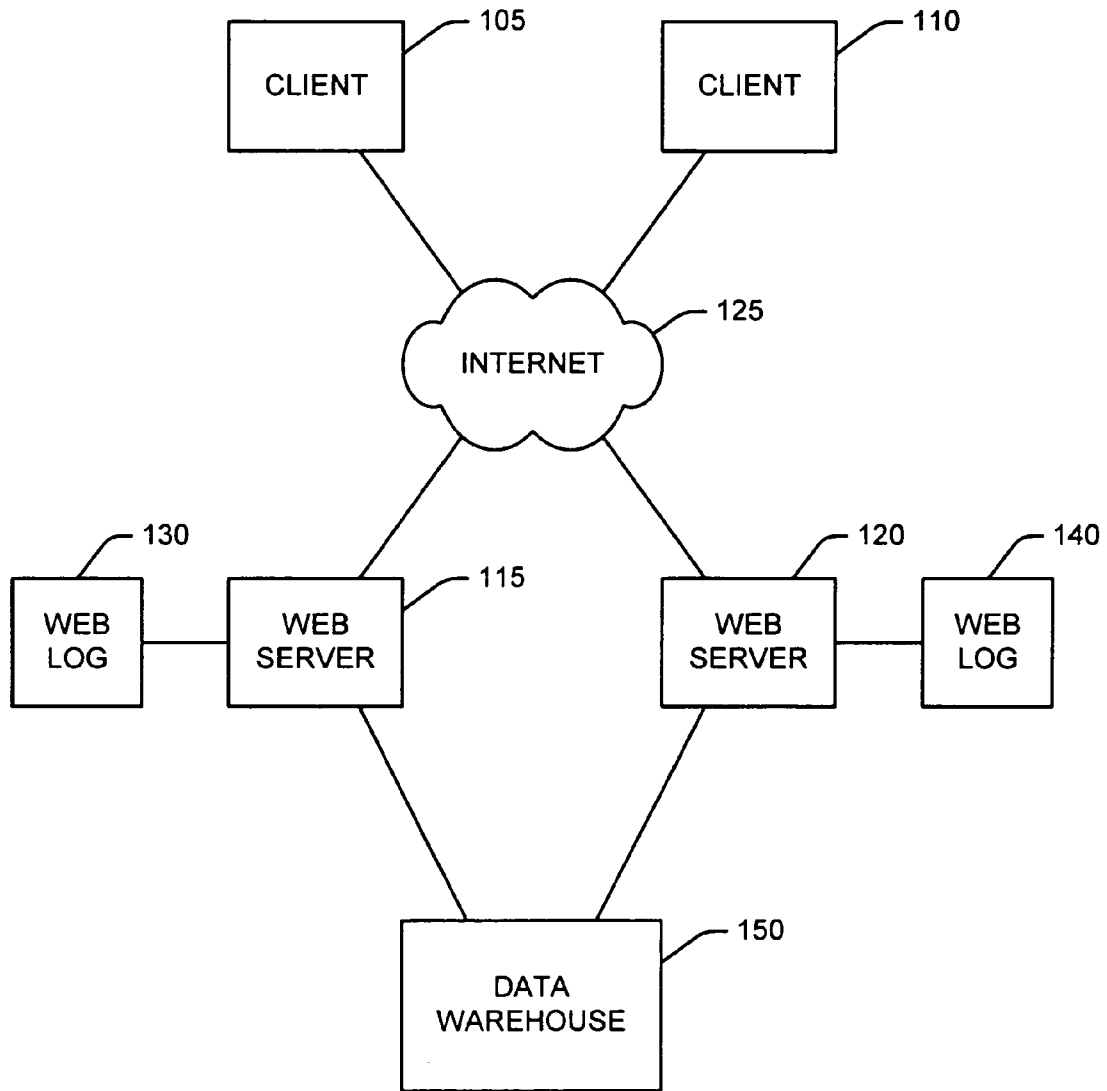 105
110
CLIENT
CLIENT
125
INTERNET
130
115
120
140
WEB
LOG
WEB
SERVER
WEB
SERVER
WEB
LOG
150
DATA
WAREHOUSE